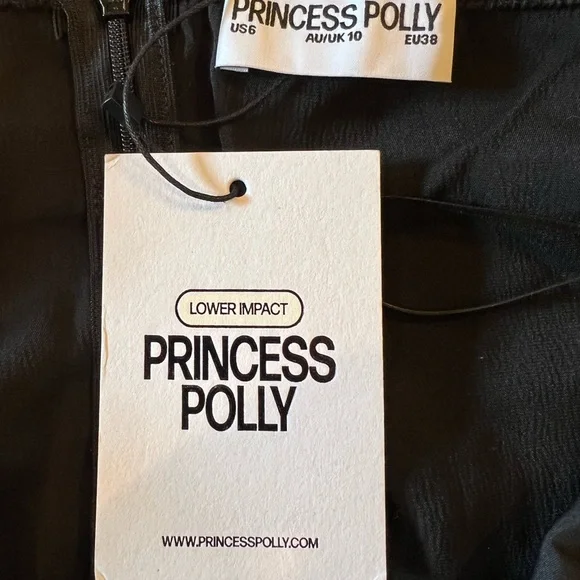 PRINCESS POLLY
US6
AU/UK 10
EU38
LOWER IMPACT
PRINCESS
POLLY
WWW.PRINCESSPOLLY.COM